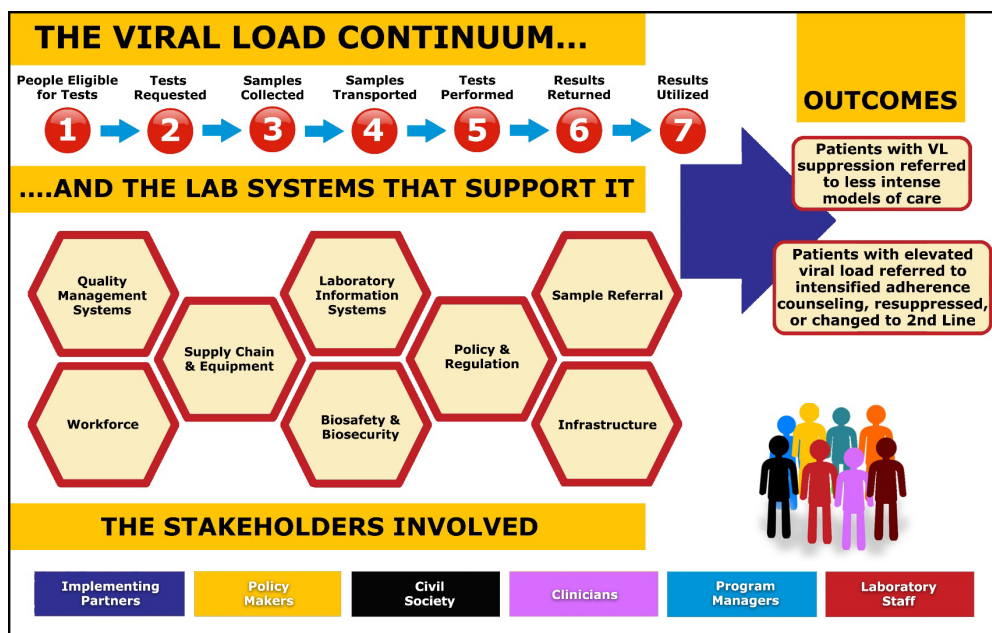 THE VIRAL LOAD CONTINUUM...
People Eligible
for Tests
1
Tests
Requested
2
Samples
Collected
3
Samples
Transported
4
Tests
Performed
5
Results
Returned
6
Results
Utilized
7
OUTCOMES
Patients with VL
suppression referred
to less intense
models of care
Patients with elevated
viral load referred to
intensified adherence
counseling, resuppressed,
or changed to 2nd Line
....AND THE LAB SYSTEMS THAT SUPPORT IT
Quality
Management
Systems
Laboratory
Information
Systems
Sample Referral
Supply Chain
& Equipment
Policy &
Regulation
Workforce
Biosafety &
Biosecurity
Infrastructure
THE STAKEHOLDERS INVOLVED
Implementing
Partners
Policy
Makers
Civil
Society
Clinicians
Program
Managers
Laboratory
Staff